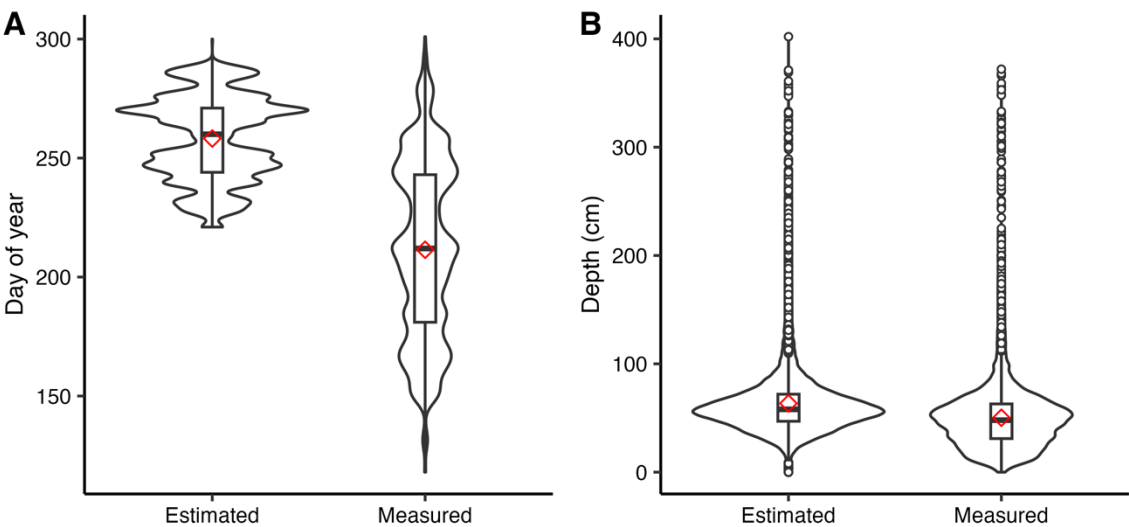 A
Day of year
300
250
200
150
Estimated
Measured
B
Depth (cm)
400
300
200
100
0
Estimated
Measured